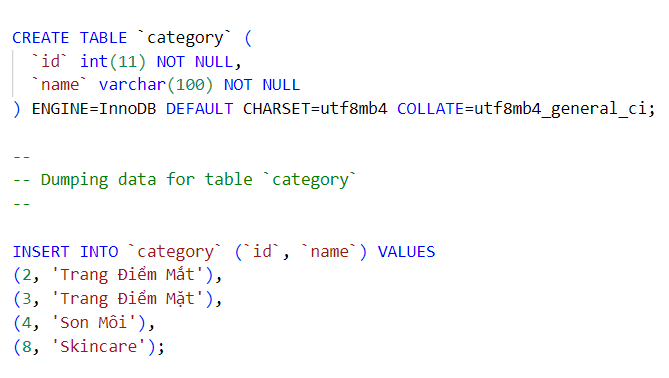 CREATE TABLE `category` (
  `id` int(11) NOT NULL,
  `name` varchar(100) NOT NULL
) ENGINE=InnoDB DEFAULT CHARSET=utf8mb4 COLLATE=utf8mb4_general_ci;
--
-- Dumping data for table `category`
--
INSERT INTO `category` (`id`, `name`) VALUES
(2, 'Trang Điểm Mắt'),
(3, 'Trang Điểm Mặt'),
(4, 'Son Môi'),
(8, 'Skincare');